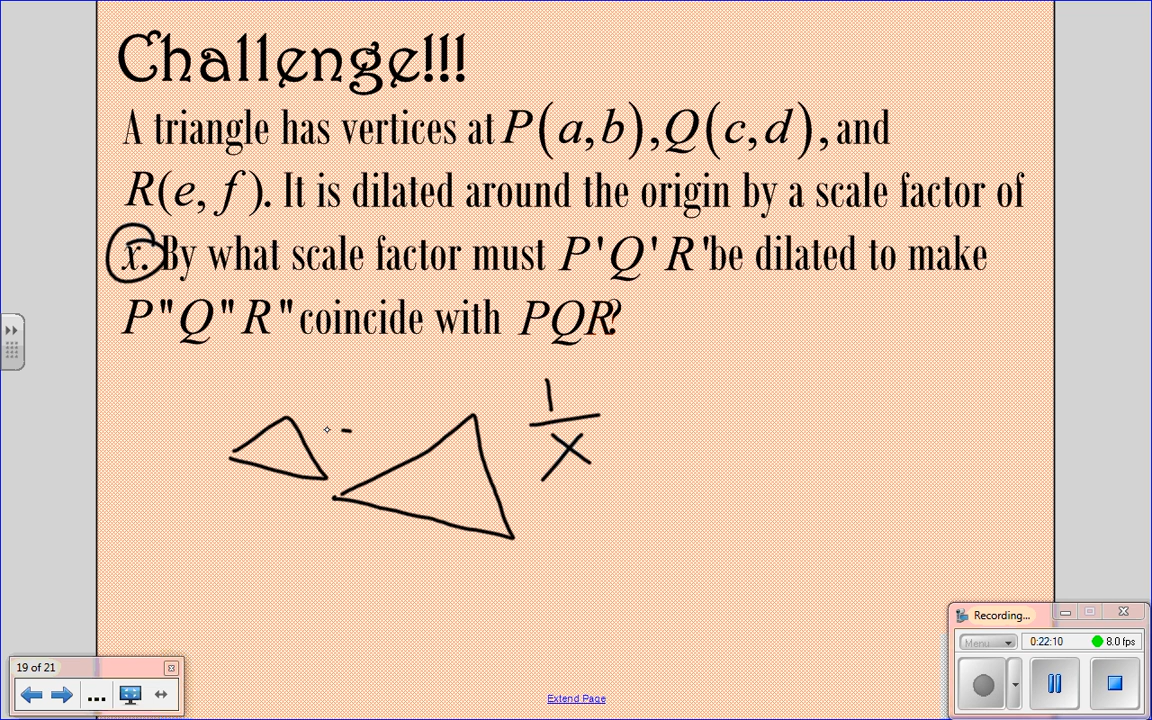 Challenge!!!
A triangle has vertices at P(a,b),Q(c,d), and
R(e, f). It is dilated around the origin by a scale factor of
x. By what scale factor must P'Q'R' be dilated to make
P"Q"R" coincide with PQR?
1
x
Recording...
Menu
0:22:10
8.0 fps
19 of 21
...
Extend Page